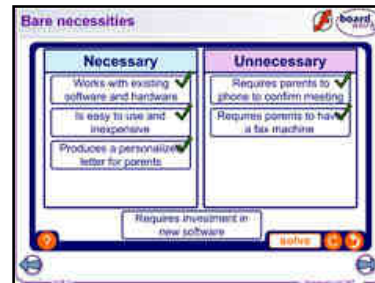 Bare necessities
board
works
Necessary
Unnecessary
Works with existing
software and hardware
Requires parents to
phone to confirm meeting
Is easy to use and
inexpensive
Requires parents to have
a fax machine
Produces a personalized
letter for parents
Requires investment in
new software
?
solve